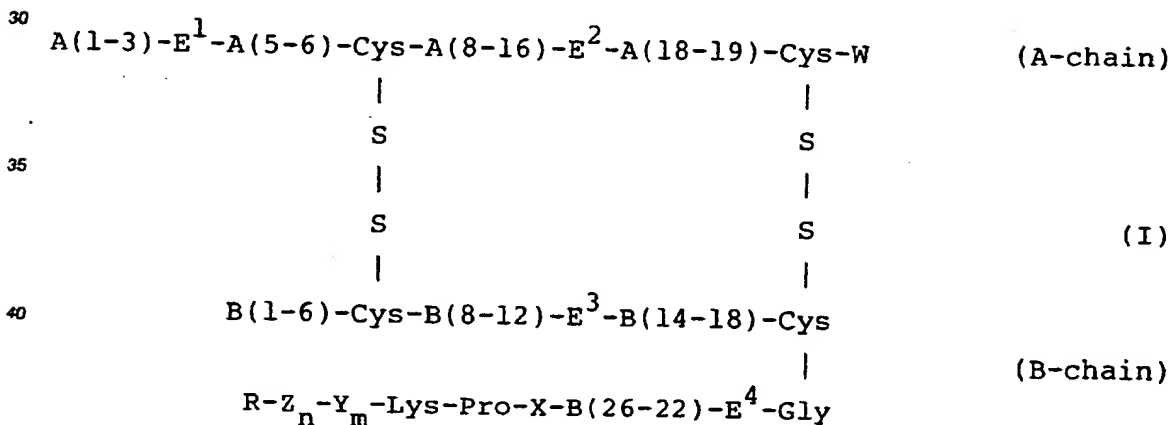 30
A(1-3)-E¹-A(5-6)-Cys-A(8-16)-E²-A(18-19)-Cys-W (A-chain)
| |
S S
35
| |
S S
(I)
| |
40 B(1-6)-Cys-B(8-12)-E³-B(14-18)-Cys
| (B-chain)
R-Zₙ-Yₘ-Lys-Pro-X-B(26-22)-E⁴-Gly